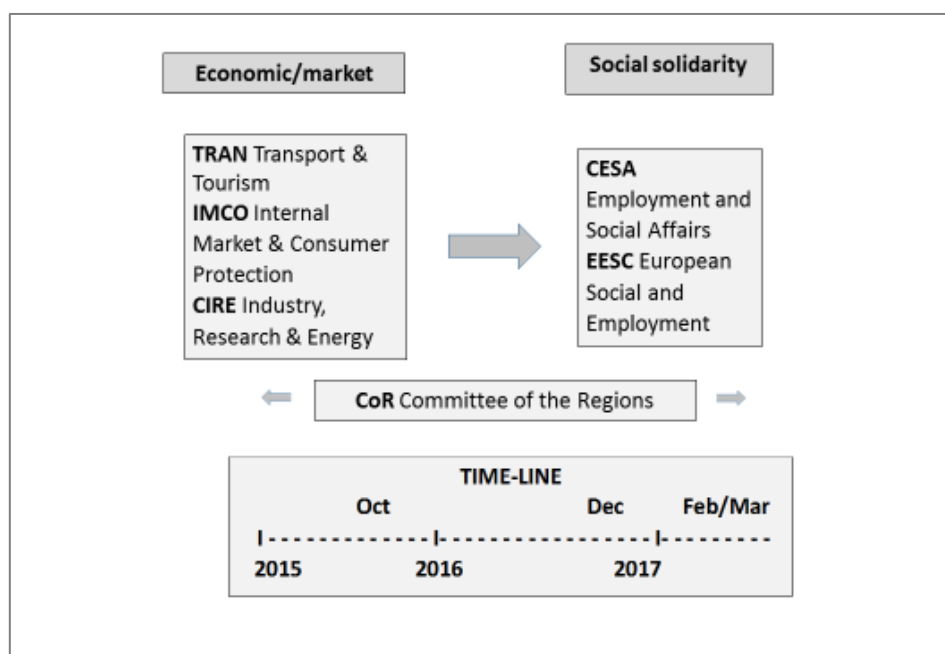 Economic/market
Social solidarity
TRAN Transport &
Tourism
IMCO Internal
Market & Consumer
Protection
CIRE Industry,
Research & Energy
CESA
Employment and
Social Affairs
EESC European
Social and
Employment
CoR Committee of the Regions
TIME-LINE
Oct Dec Feb/Mar
I - - - - - - - - - - - - - I- - - - - - - - - - - - - - - - - - I- - - - - - - - -
2015 2016 2017